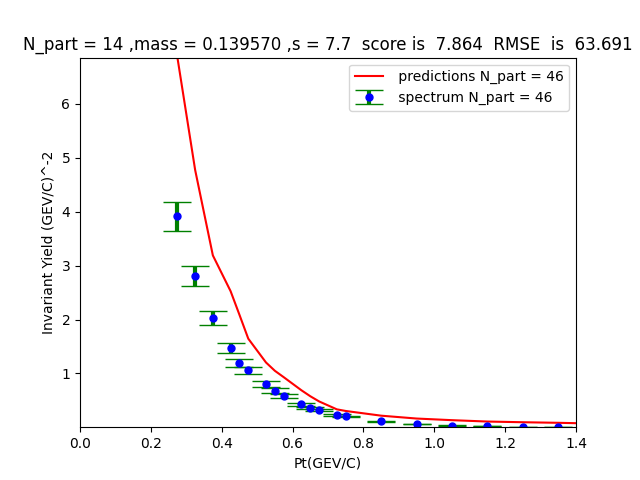 N_part = 14 ,mass = 0.139570 ,s = 7.7  score is  7.864  RMSE  is  63.691
predictions N_part = 46
spectrum N_part = 46
Invariant Yield (GEV/C)^-2
6
5
4
3
2
1
0.0 0.2 0.4 0.6 0.8 1.0 1.2 1.4
Pt(GEV/C)